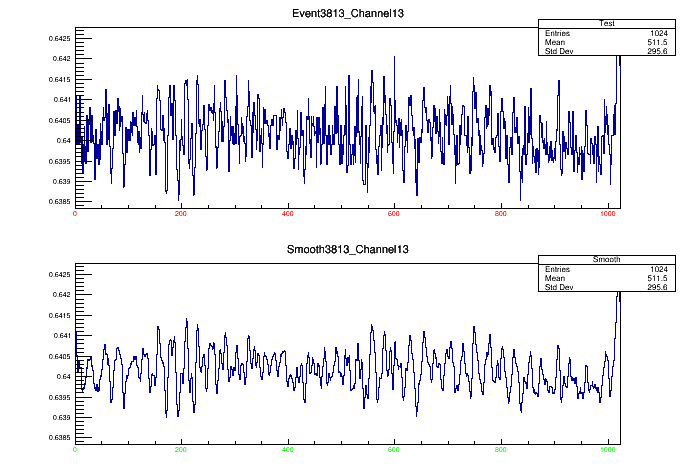 Event3813_Channel13
Test
Entries 1024
Mean 511.5
Std Dev 295.6
0.6425
0.642
0.6415
0.641
0.6405
0.64
0.6395
0.639
0.6385
0 200 400 600 800 1000
Smooth3813_Channel13
Smooth
Entries 1024
Mean 511.5
Std Dev 295.6
0.6425
0.642
0.6415
0.641
0.6405
0.64
0.6395
0.639
0.6385
0 200 400 600 800 1000